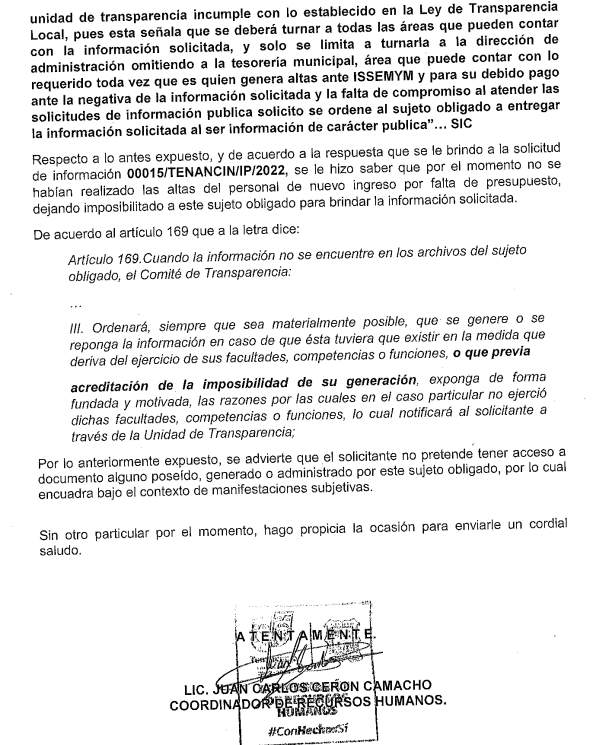 unidad de transparencia incumple con lo establecido en la Ley de Transparencia
Local, pues esta señala que se deberá turnar a todas las áreas que pueden contar
con la información solicitada, y solo se limita a turnarla a la dirección de
administración omitiendo a la tesorería municipal, área que puede contar con lo
requerido toda vez que es quien genera altas ante ISSEMYM y para su debido pago
ante la negativa de la información solicitada y la falta de compromiso al atender las
solicitudes de información publica solicito se ordene al sujeto obligado a entregar
la información solicitada al ser información de carácter publica”... SIC
Respecto a lo antes expuesto, y de acuerdo a la respuesta que se le brindo a la solicitud
de información 00015/TENANCIN/IP/2022, se le hizo saber que por el momento no se
habían realizado las altas del personal de nuevo ingreso por falta de presupuesto,
dejando imposibilitado a este sujeto obligado para brindar la información solicitada.
De acuerdo al artículo 169 que a la letra dice:
Artículo 169.Cuando la información no se encuentre en los archivos del sujeto
obligado, el Comité de Transparencia:
...
III. Ordenará, siempre que sea materialmente posible, que se genere o se
reponga la información en caso de que ésta tuviera que existir en la medida que
deriva del ejercicio de sus facultades, competencias o funciones, o que previa
acreditación de la imposibilidad de su generación, exponga de forma
fundada y motivada, las razones por las cuales en el caso particular no ejerció
dichas facultades, competencias o funciones, lo cual notificará al solicitante a
través de la Unidad de Transparencia;
Por lo anteriormente expuesto, se advierte que el solicitante no pretende tener acceso a
documento alguno poseído, generado o administrado por este sujeto obligado, por lo cual
encuadra bajo el contexto de manifestaciones subjetivas.
Sin otro particular por el momento, hago propicia la ocasión para enviarle un cordial
saludo.
A T E N T A M E N T E.
LIC. JUAN CARLOS CERON CAMACHO
COORDINADOR DE RECURSOS HUMANOS.
HUMANOS
#ConHechosSí